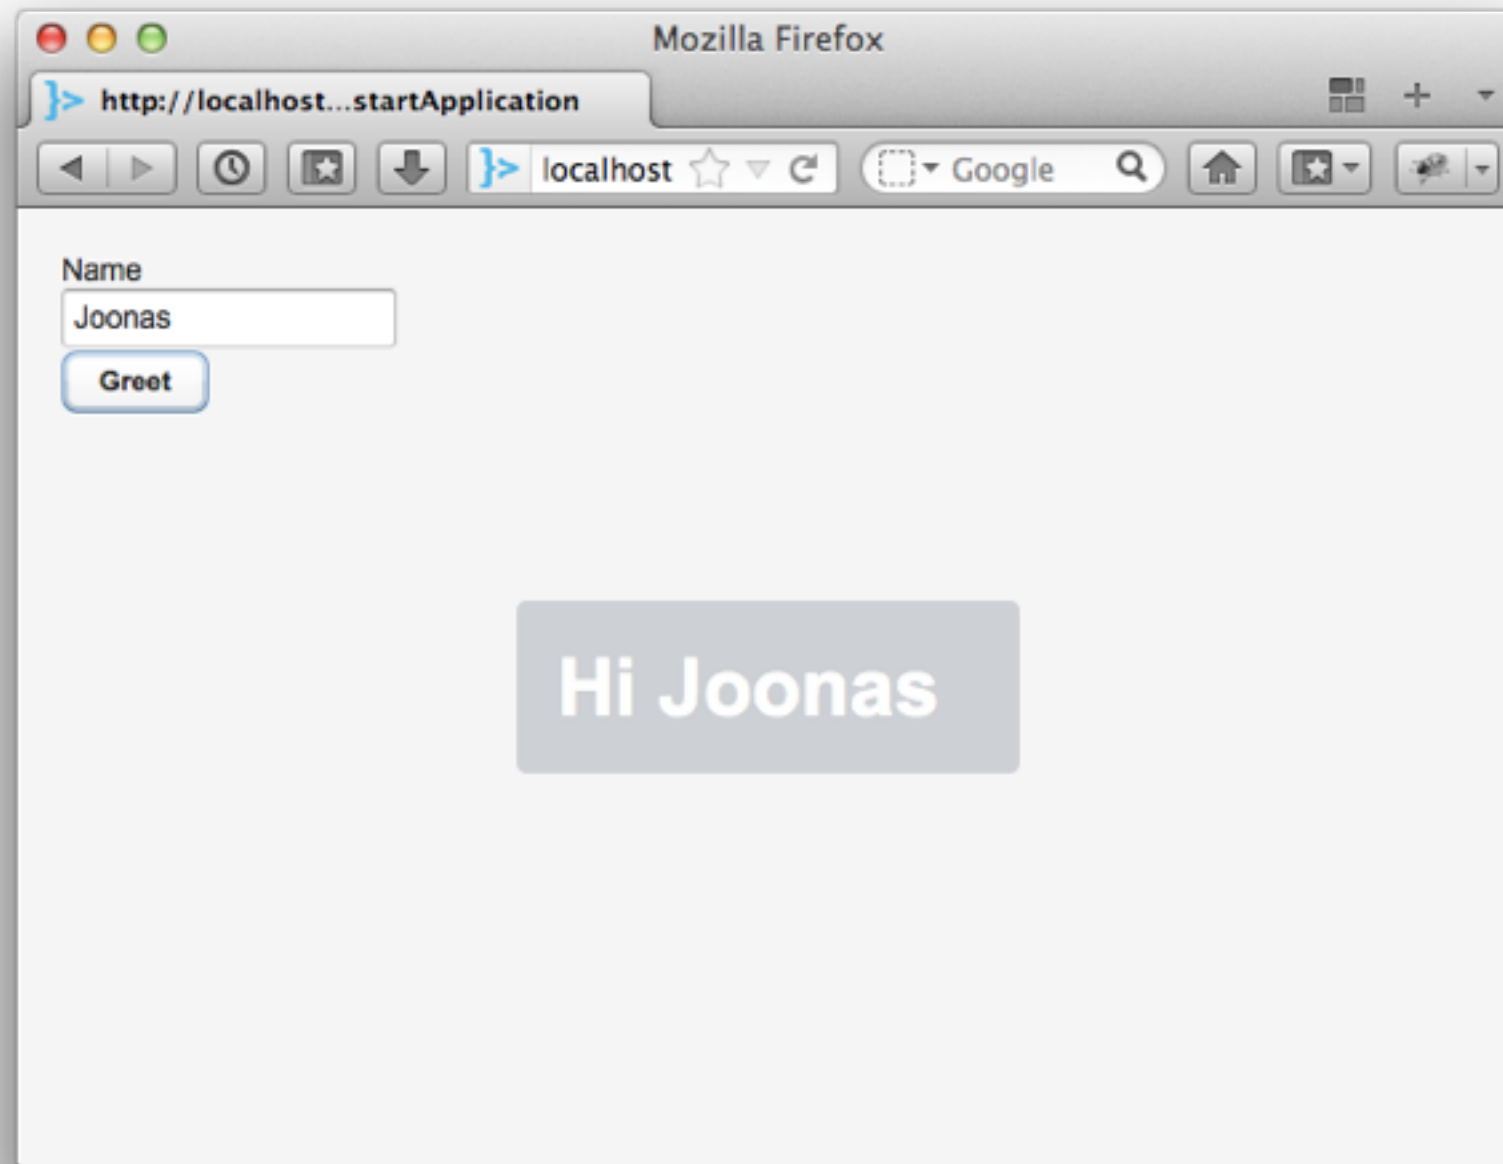 Mozilla Firefox
http://localhost...startApplication
localhost
Google
Name
Joonas
Greet
Hi Joonas